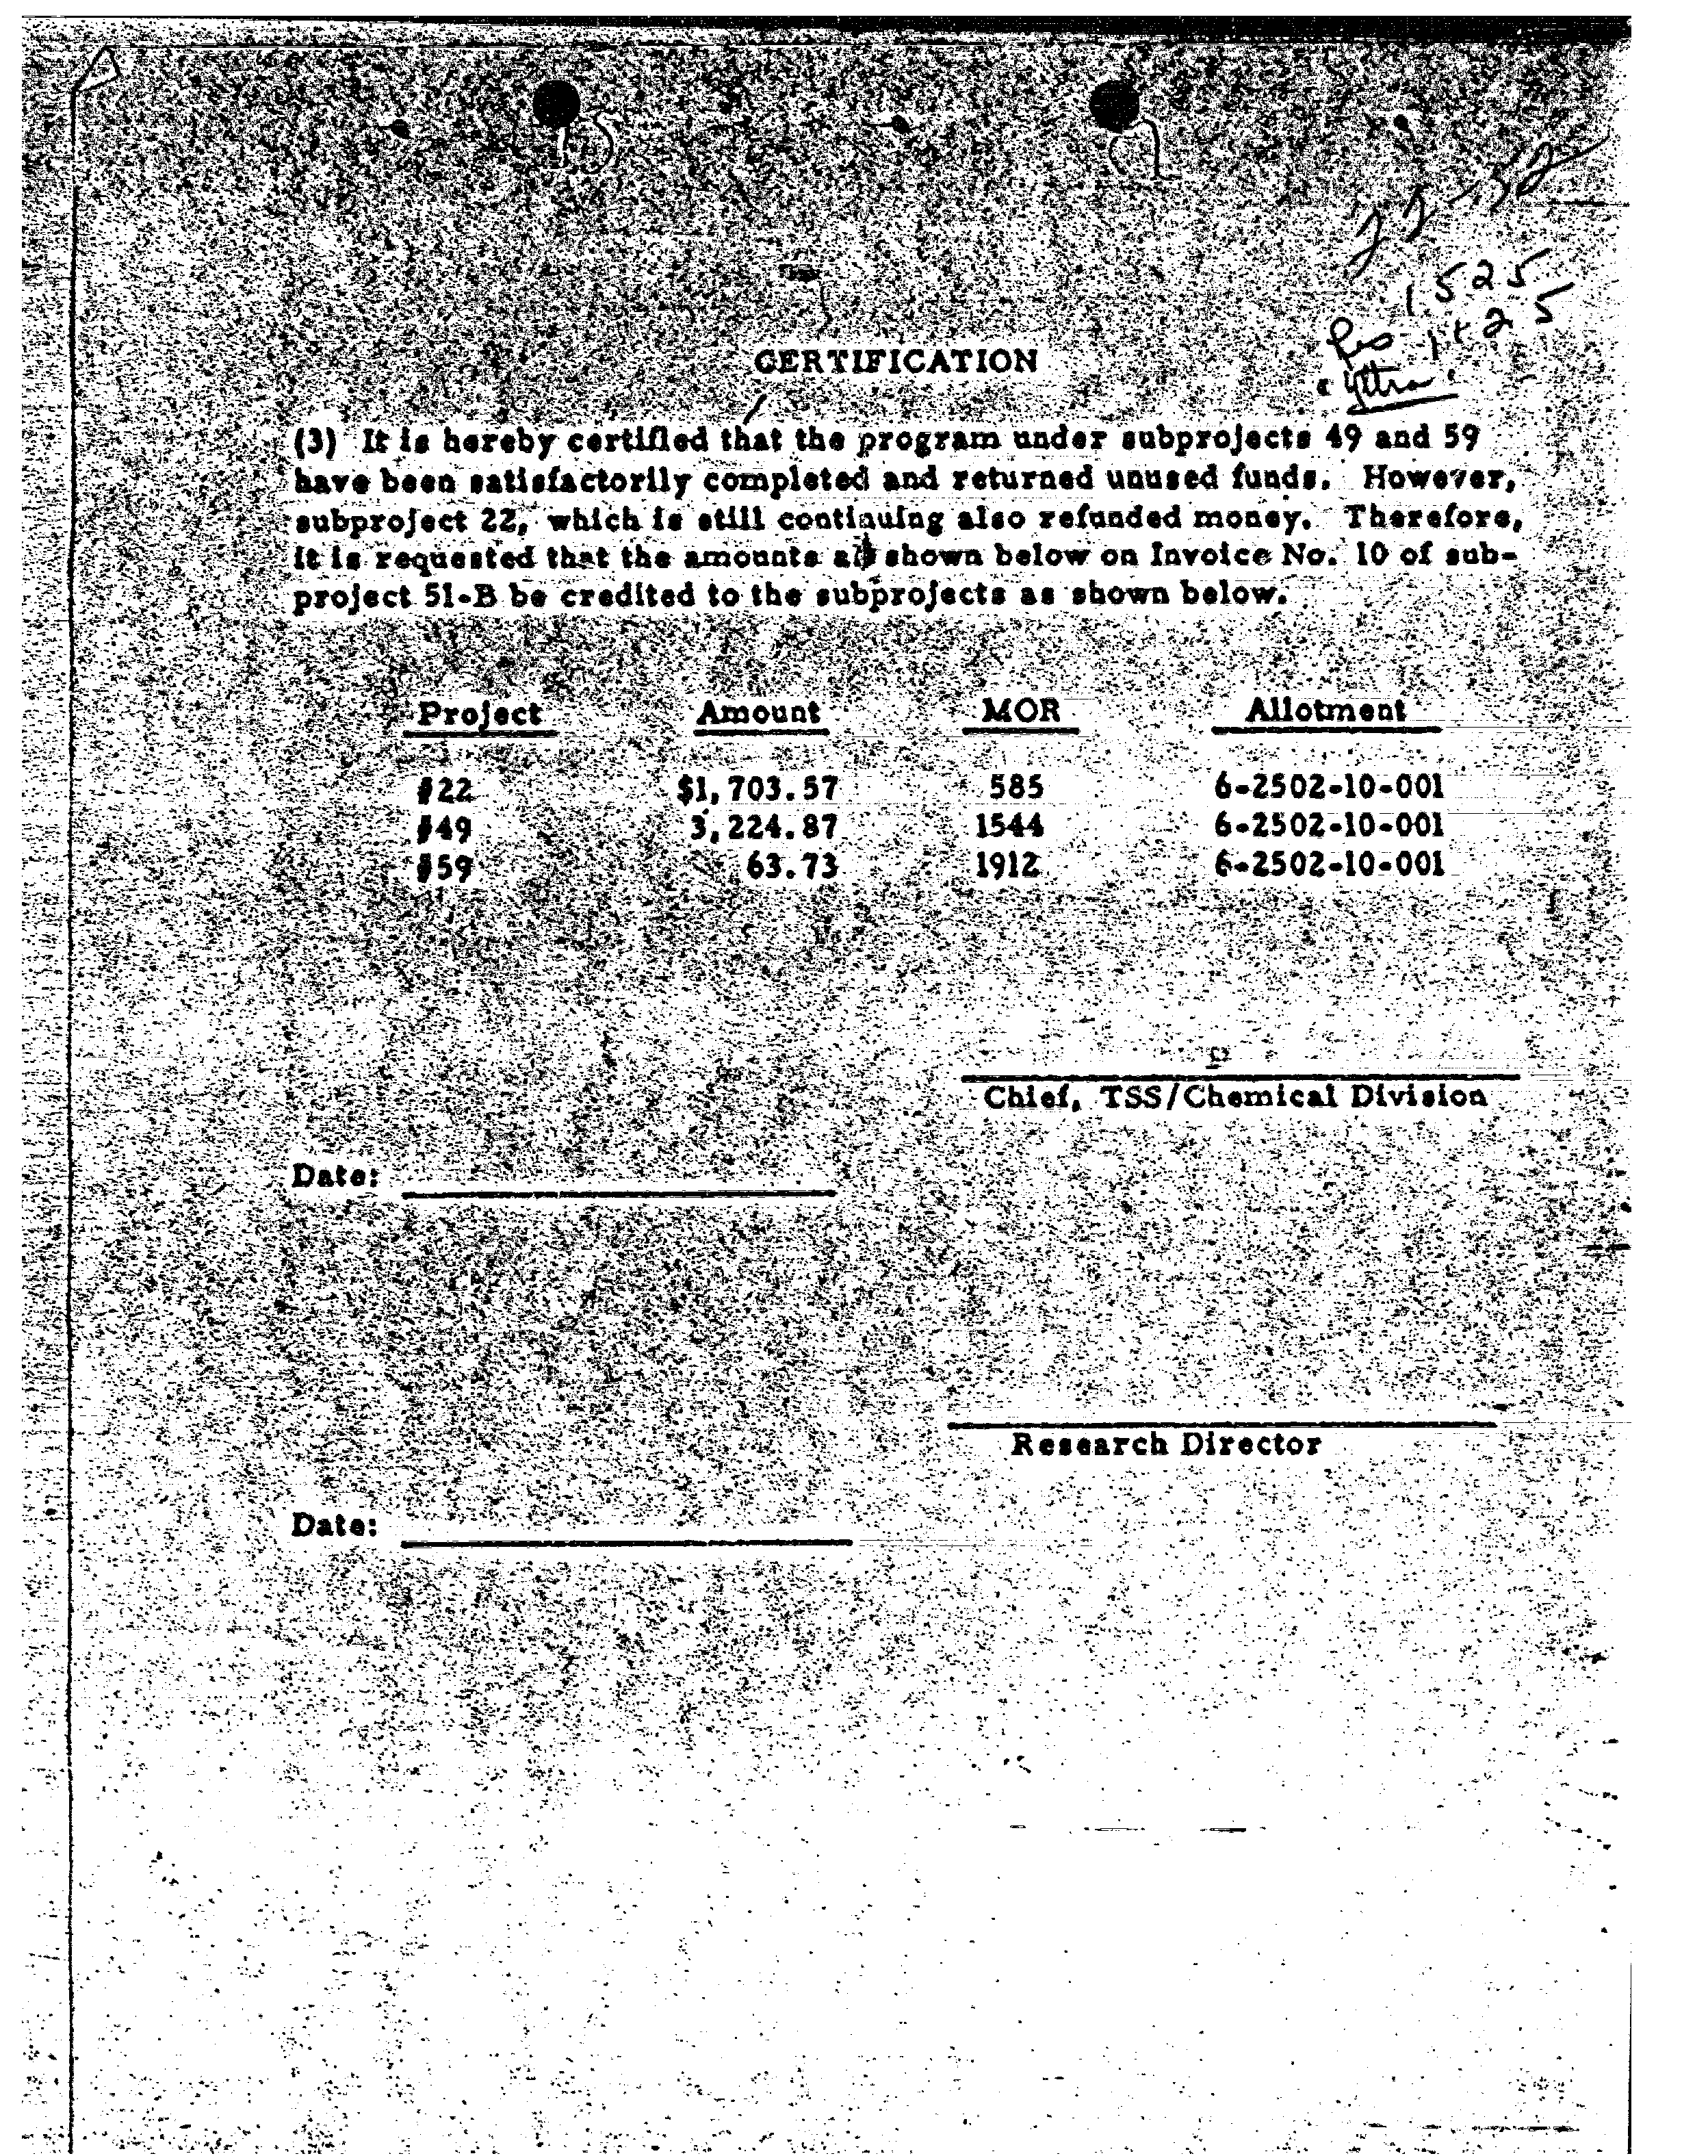 1525
CERTIFICATION
(3) It is hereby certified that the program under subprojects 49 and 59
have been satisfactorily completed and returned unused funds. However,
subproject 22, which is still continuing also refunded money. Therefore,
it is requested that the amounts shown below on Invoice No. 10 of sub-
project 51-B be credited to the subprojects as shown below.
Project Amount MOR Allotment
#22 $1,703.57 585 6-2502-10-001
#49 3,224.87 1544 6-2502-10-001
#59 63.73 1912 6-2502-10-001
Chief, TSS/Chemical Division
Date:
Research Director
Date: